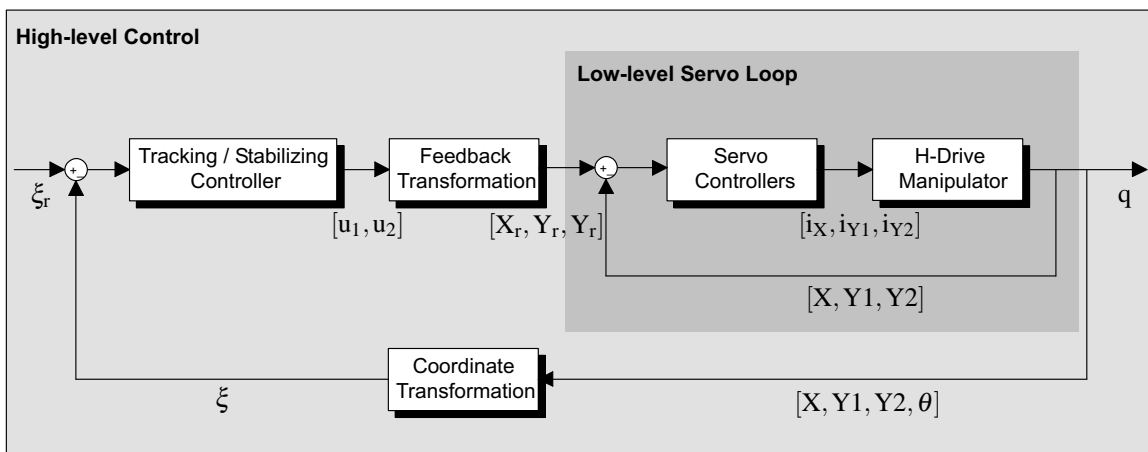 High-level Control
Low-level Servo Loop
Tracking / Stabilizing
Controller
Feedback
Transformation
Servo
Controllers
H-Drive
Manipulator
+
−
+
−
ξr
[u1, u2]
[Xr, Yr, Yr]
[iX, iY1, iY2]
q
[X, Y1, Y2]
Coordinate
Transformation
ξ
[X, Y1, Y2, θ]